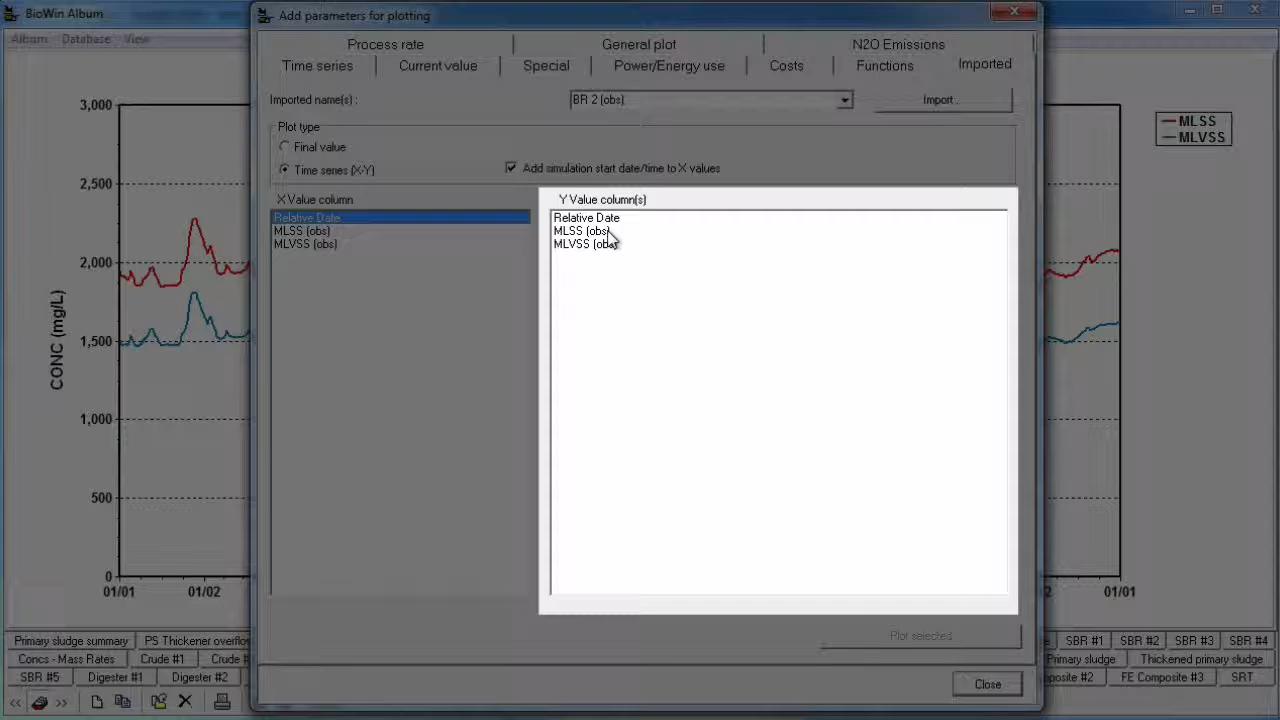 BioWin Album
Add parameters for plotting
Album Database View
Process rate General plot N2O Emissions
Time series Current value Special Power/Energy use Costs Functions Imported
Imported name(s) : BR 2 (obs) Import...
Plot type
Final value
Time series (X-Y) Add simulation start date/time to X values
X Value column
Relative Date
MLSS (obs)
MLVSS (obs)
Y Value column(s)
Relative Date
MLSS (obs)
MLVSS (obs)
Plot selected
Close
CONC (mg/L)
3,000
2,500
2,000
1,500
1,000
500
0
01/01 01/02 01/01
MLSS
MLVSS
Primary sludge summary PS Thickener overflow SBR #1 SBR #2 SBR #3 SBR #4
Concs - Mass Rates Crude #1 Crude # Primary sludge Thickened primary sludge
SBR #5 Digester #1 Digester #2 posite #2 FE Composite #3 SRT
<< >>